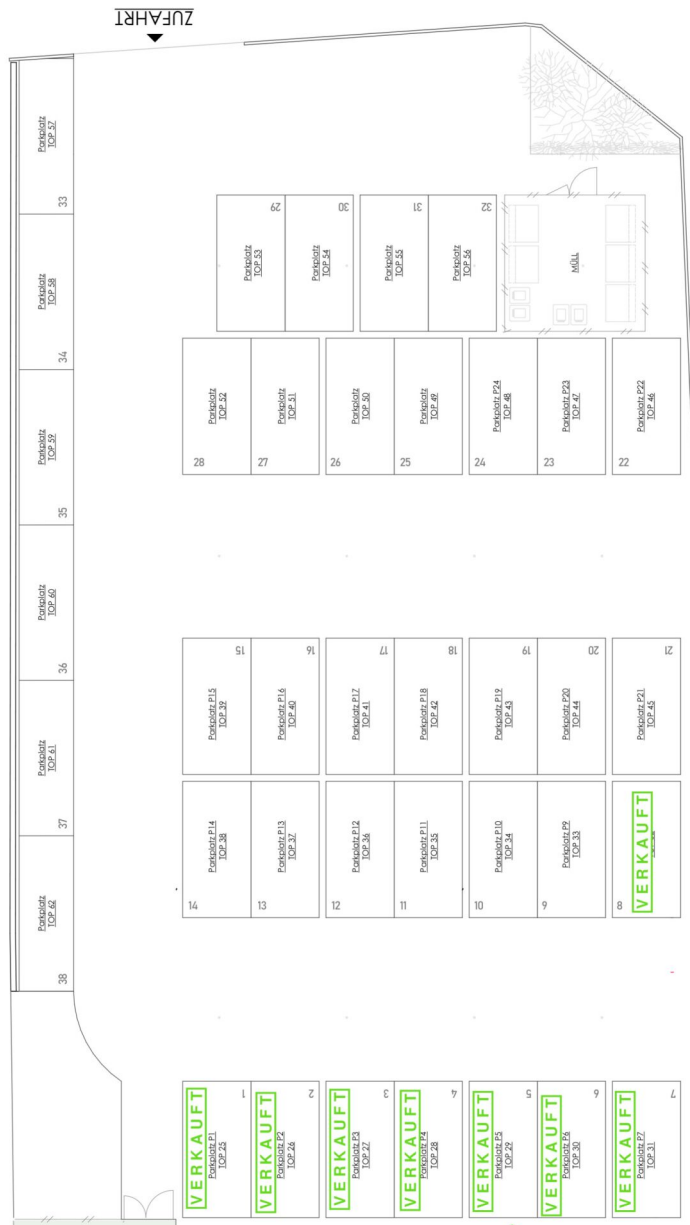 ZUFAHRT
Parkplatz
TOP 57
33
Parkplatz
TOP 58
34
Parkplatz
TOP 59
35
Parkplatz
TOP 60
36
Parkplatz
TOP 61
37
Parkplatz
TOP 62
38
29
Parkplatz
TOP 53
30
Parkplatz
TOP 54
31
Parkplatz
TOP 55
32
Parkplatz
TOP 56
MÜLL
Parkplatz
TOP 52
28
Parkplatz
TOP 51
27
Parkplatz
TOP 50
26
Parkplatz
TOP 49
25
Parkplatz P24
TOP 48
24
Parkplatz P23
TOP 47
23
Parkplatz P22
TOP 46
22
15
Parkplatz P15
TOP 39
16
Parkplatz P16
TOP 40
17
Parkplatz P17
TOP 41
18
Parkplatz P18
TOP 42
19
Parkplatz P19
TOP 43
20
Parkplatz P20
TOP 44
21
Parkplatz P21
TOP 45
Parkplatz P14
TOP 38
14
Parkplatz P13
TOP 37
13
Parkplatz P12
TOP 36
12
Parkplatz P11
TOP 35
11
Parkplatz P10
TOP 34
10
Parkplatz P9
TOP 33
9
VERKAUFT
8
VERKAUFT
Parkplatz P1
TOP 25
1
VERKAUFT
Parkplatz P2
TOP 26
2
VERKAUFT
Parkplatz P3
TOP 27
3
VERKAUFT
Parkplatz P4
TOP 28
4
VERKAUFT
Parkplatz P5
TOP 29
5
VERKAUFT
Parkplatz P6
TOP 30
6
VERKAUFT
Parkplatz P7
TOP 31
7